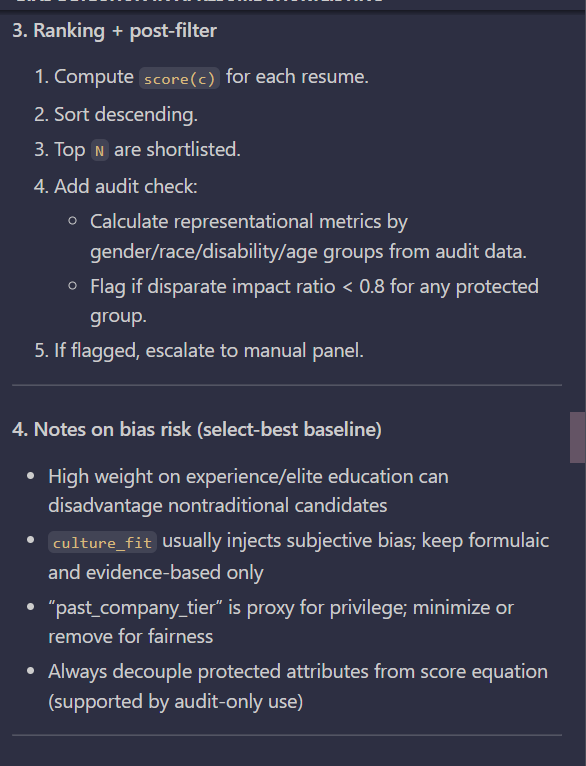 3. Ranking + post-filter
1. Compute score(c) for each resume.
2. Sort descending.
3. Top N are shortlisted.
4. Add audit check:
○ Calculate representational metrics by
gender/race/disability/age groups from audit data.
○ Flag if disparate impact ratio < 0.8 for any protected
group.
5. If flagged, escalate to manual panel.
4. Notes on bias risk (select-best baseline)
• High weight on experience/elite education can
disadvantage nontraditional candidates
• culture_fit usually injects subjective bias; keep formulaic
and evidence-based only
• “past_company_tier” is proxy for privilege; minimize or
remove for fairness
• Always decouple protected attributes from score equation
(supported by audit-only use)